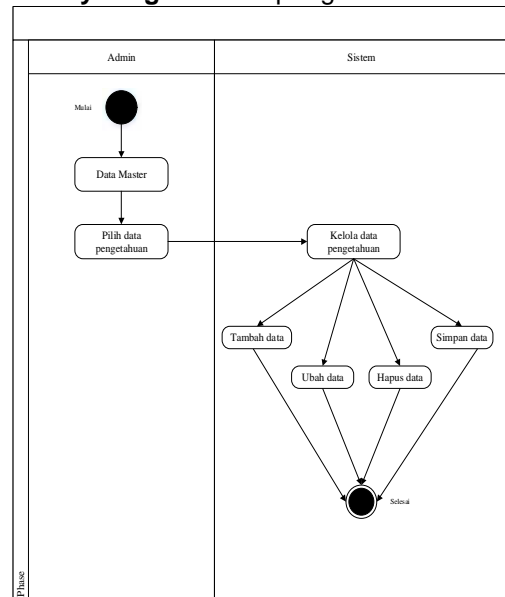 Admin
Sistem
Mulai
Data Master
Pilih data
pengetahuan
Kelola data
pengetahuan
Tambah data
Simpan data
Ubah data
Hapus data
Selesai
Phase